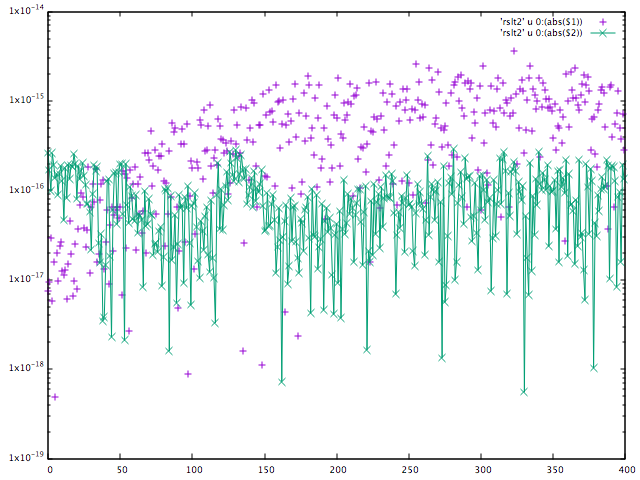 1x10-14
'rslt2' u 0:(abs($1))
'rslt2' u 0:(abs($2))
1x10-15
1x10-16
1x10-17
1x10-18
1x10-19
0 50 100 150 200 250 300 350 400